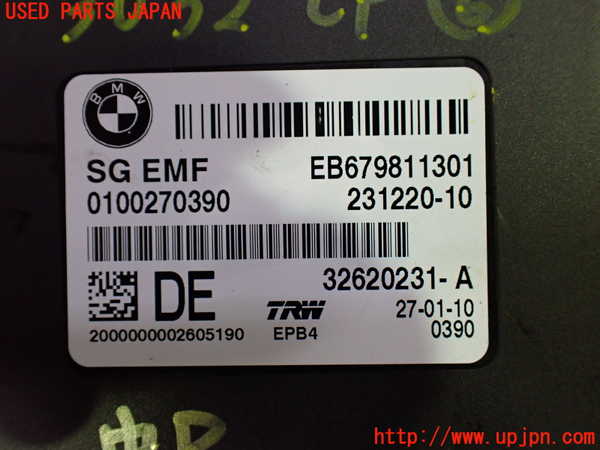 USED PARTS JAPAN
BMW
SG EMF
EB679811301
0100270390
231220-10
DE
32620231-A
TRW
27-01-10
2000000002605190
EPB4
0390
http://www.upjpn.com/